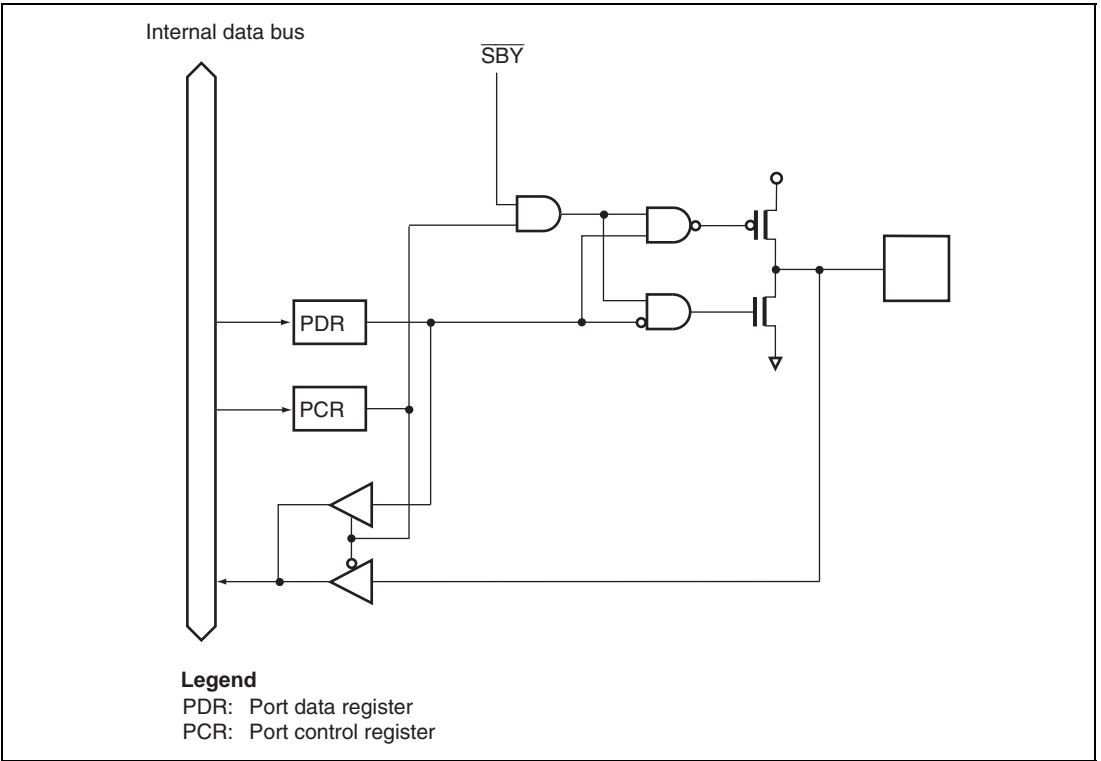 Internal data bus
SBY
PDR
PCR
Legend
PDR: Port data register
PCR: Port control register